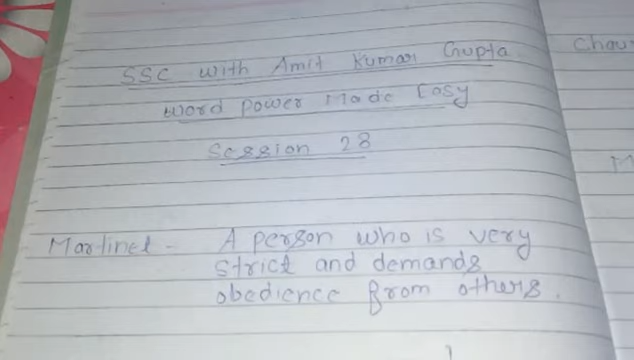 SSC with Amit Kumar Gupta
Word Power Made Easy
Session 28
Martinet - A person who is very
strict and demands
obedience from others.